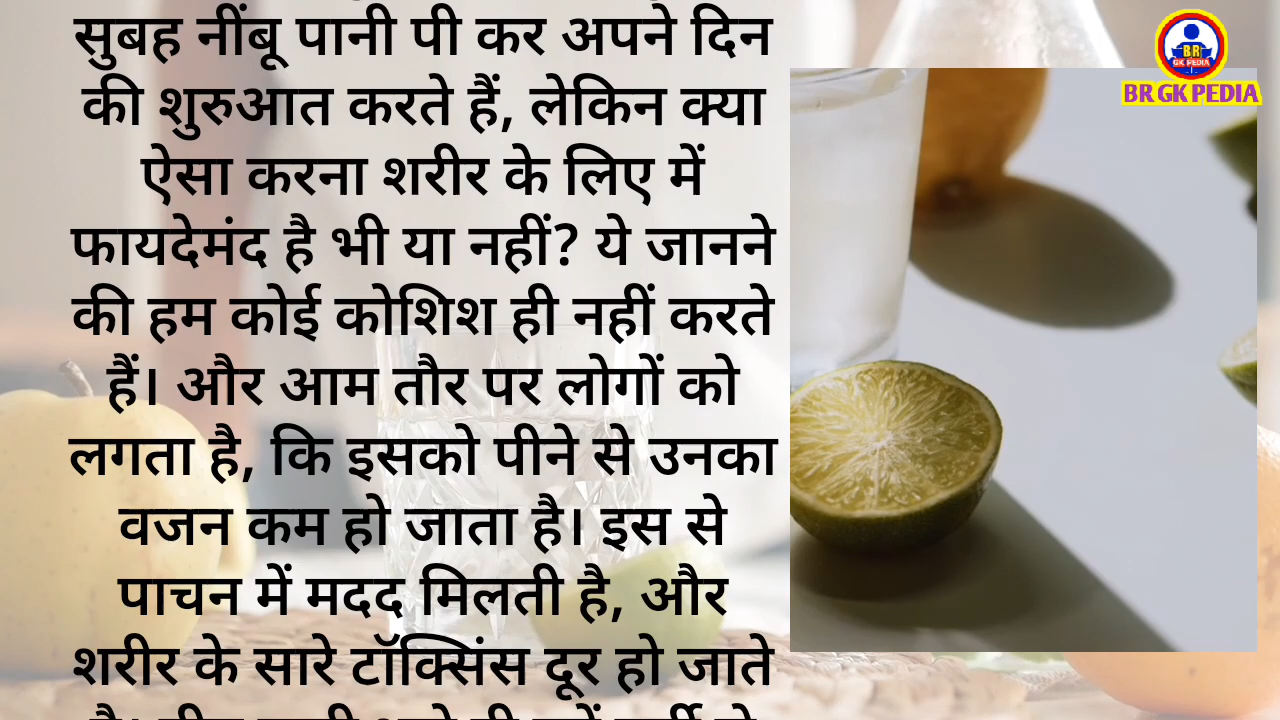 सुबह नींबू पानी पी कर अपने दिन
की शुरुआत करते हैं, लेकिन क्या
ऐसा करना शरीर के लिए में
फायदेमंद है भी या नहीं? ये जानने
की हम कोई कोशिश ही नहीं करते
हैं। और आम तौर पर लोगों को
लगता है, कि इसको पीने से उनका
वजन कम हो जाता है। इस से
पाचन में मदद मिलती है, और
शरीर के सारे टॉक्सिंस दूर हो जाते
BR
GK PEDIA
BR GK PEDIA